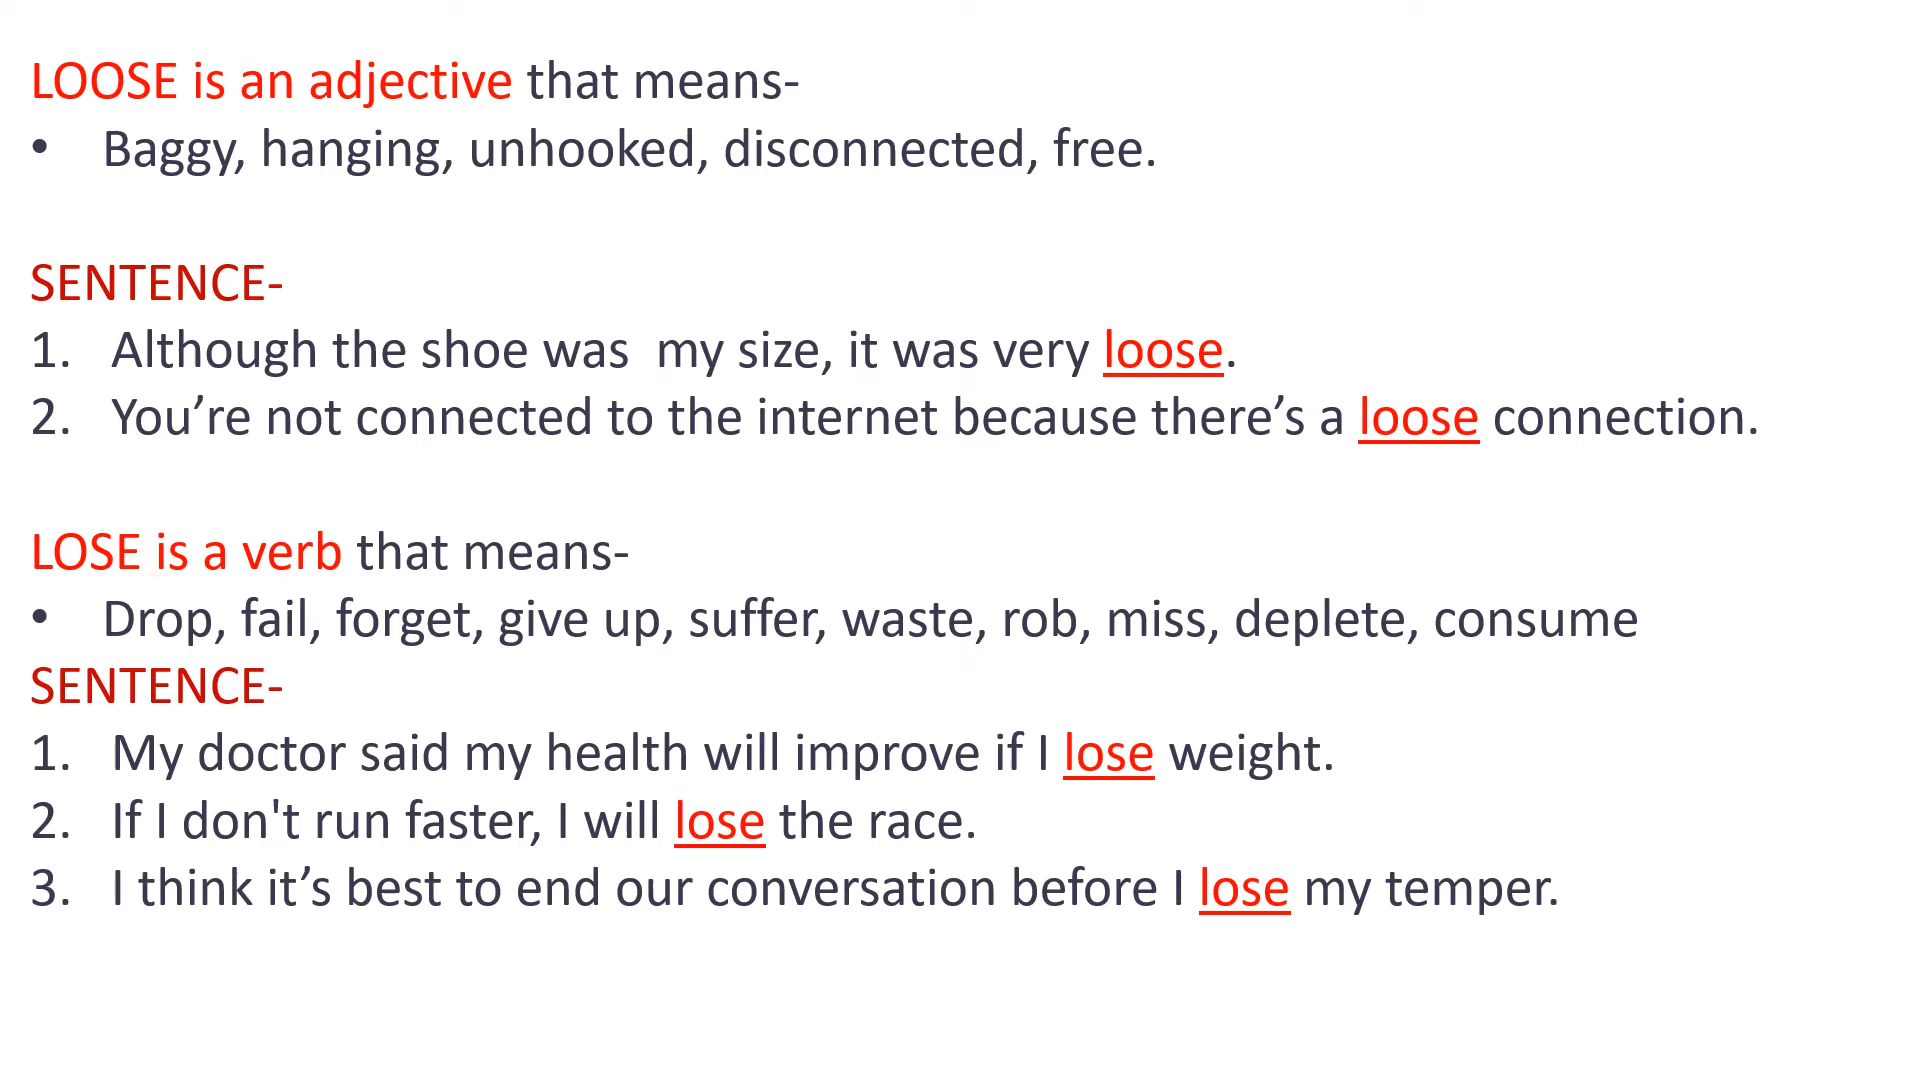 LOOSE is an adjective that means-
• Baggy, hanging, unhooked, disconnected, free.
SENTENCE-
1. Although the shoe was  my size, it was very loose.
2. You’re not connected to the internet because there’s a loose connection.
LOSE is a verb that means-
• Drop, fail, forget, give up, suffer, waste, rob, miss, deplete, consume
SENTENCE-
1. My doctor said my health will improve if I lose weight.
2. If I don't run faster, I will lose the race.
3. I think it’s best to end our conversation before I lose my temper.